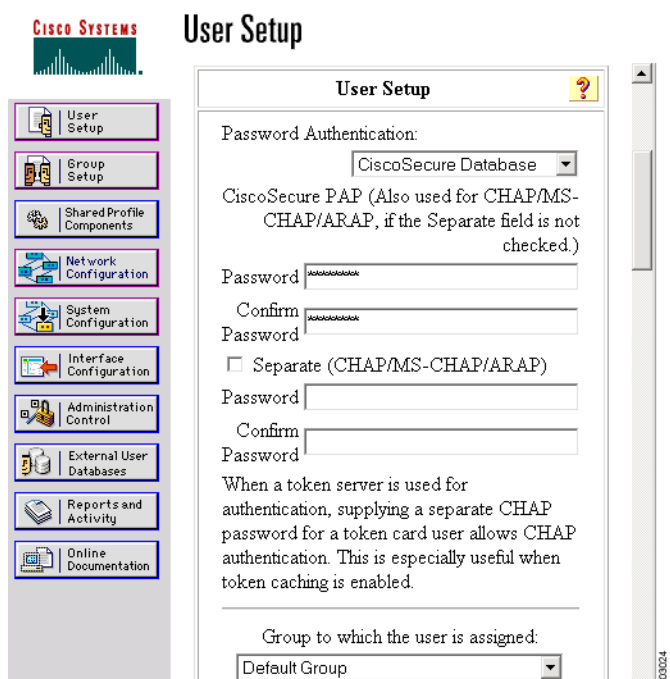 CISCO SYSTEMS
User Setup
User
Setup
Group
Setup
Shared Profile
Components
Network
Configuration
System
Configuration
Interface
Configuration
Administration
Control
External User
Databases
Reports and
Activity
Online
Documentation
User Setup
?
Password Authentication:
CiscoSecure Database
CiscoSecure PAP (Also used for CHAP/MS-
CHAP/ARAP, if the Separate field is not
checked.)
Password *********
Confirm
Password *********
Separate (CHAP/MS-CHAP/ARAP)
Password
Confirm
Password
When a token server is used for
authentication, supplying a separate CHAP
password for a token card user allows CHAP
authentication. This is especially useful when
token caching is enabled.
Group to which the user is assigned:
Default Group